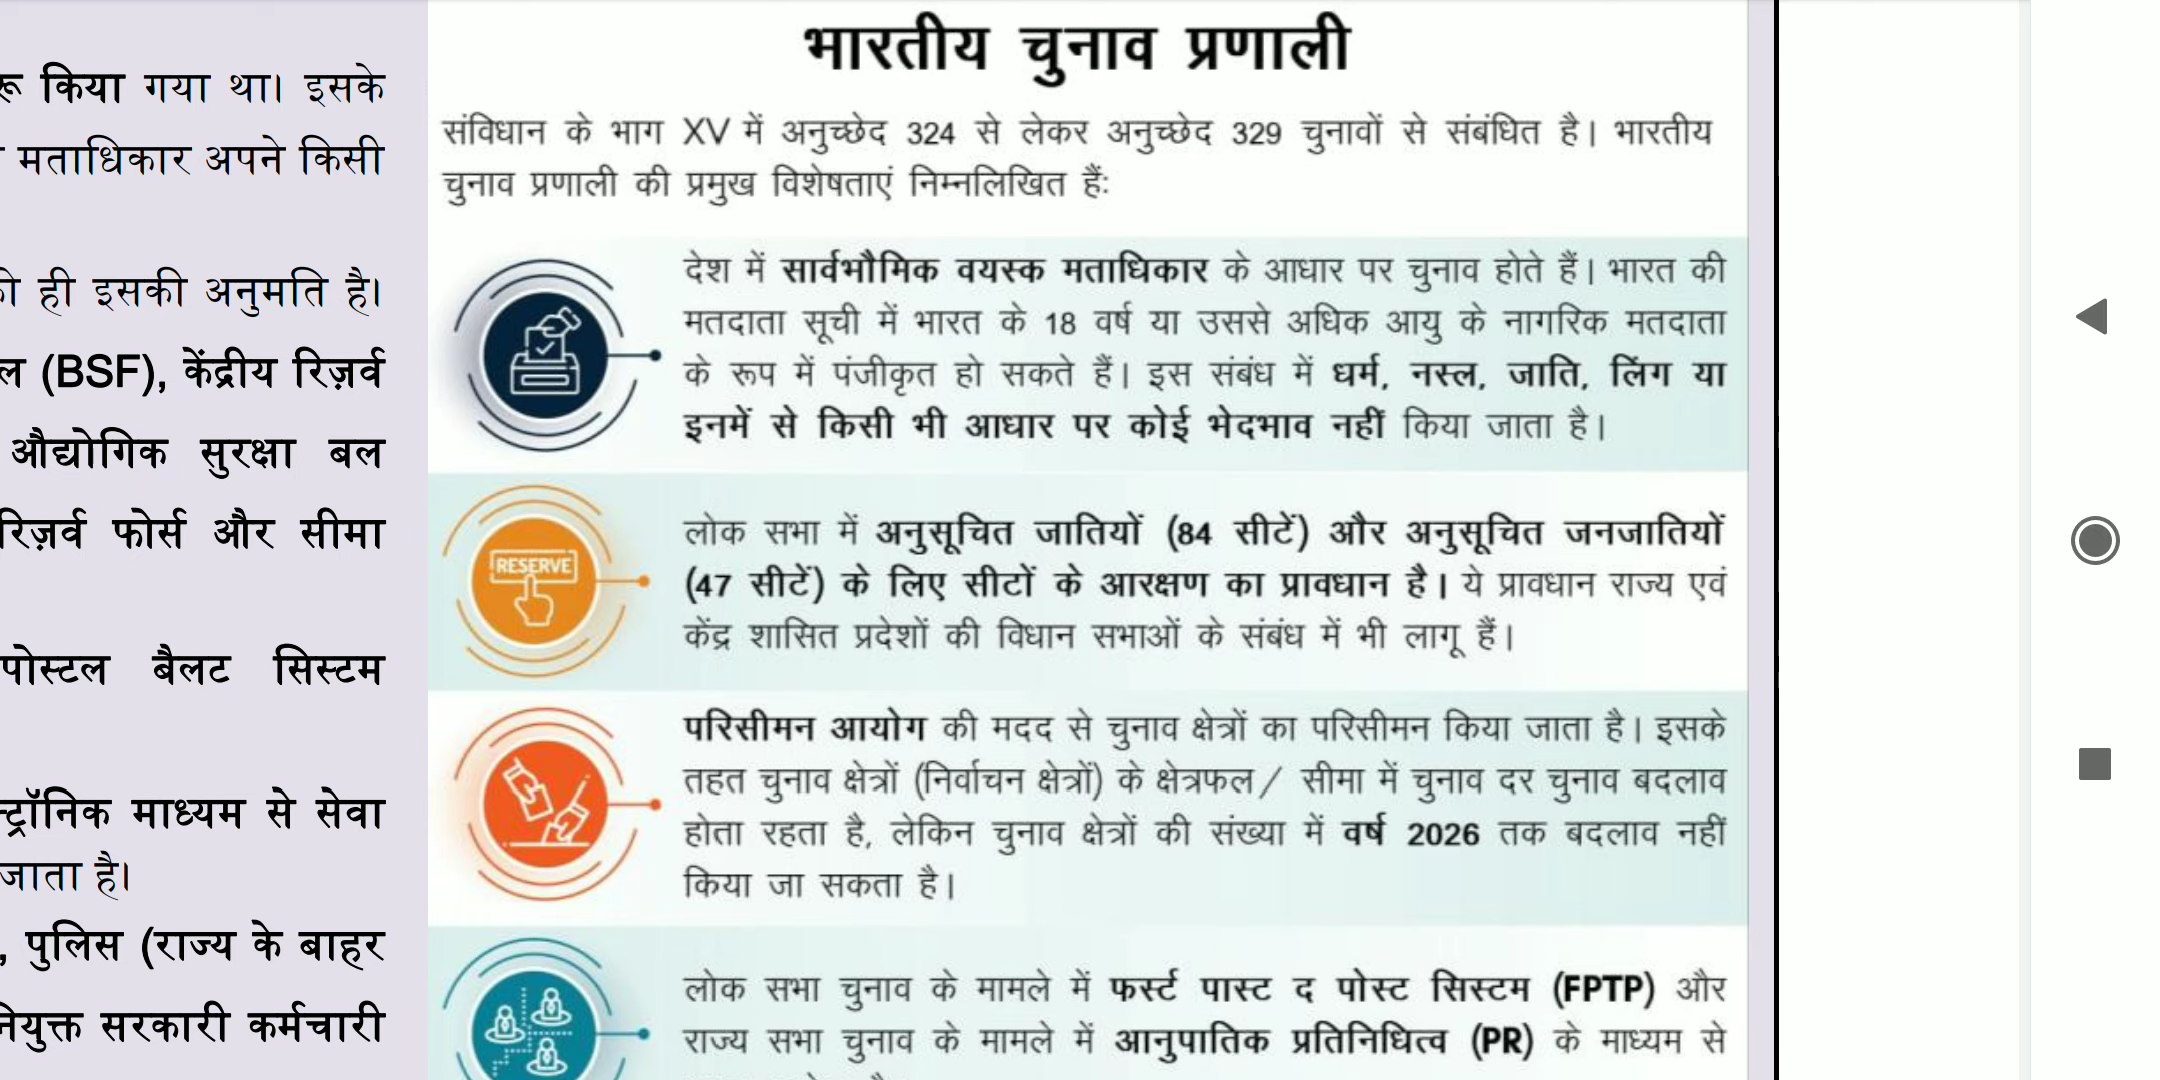 किया गया था। इसके
मताधिकार अपने किसी
ही इसकी अनुमति है।
(BSF), केंद्रीय रिज़र्व
औद्योगिक सुरक्षा बल
रिज़र्व फोर्स और सीमा
पोस्टल बैलट सिस्टम
माध्यम से सेवा
जाता है।
, पुलिस (राज्य के बाहर
सरकारी कर्मचारी
भारतीय चुनाव प्रणाली
संविधान के भाग XV में अनुच्छेद 324 से लेकर अनुच्छेद 329 चुनावों से संबंधित है। भारतीय
चुनाव प्रणाली की प्रमुख विशेषताएं निम्नलिखित हैं:
देश में सार्वभौमिक वयस्क मताधिकार के आधार पर चुनाव होते हैं। भारत की
मतदाता सूची में भारत के 18 वर्ष या उससे अधिक आयु के नागरिक मतदाता
के रूप में पंजीकृत हो सकते हैं। इस संबंध में धर्म, नस्ल, जाति, लिंग या
इनमें से किसी भी आधार पर कोई भेदभाव नहीं किया जाता है।
RESERVE
लोक सभा में अनुसूचित जातियों (84 सीटें) और अनुसूचित जनजातियों
(47 सीटें) के लिए सीटों के आरक्षण का प्रावधान है। ये प्रावधान राज्य एवं
केंद्र शासित प्रदेशों की विधान सभाओं के संबंध में भी लागू हैं।
परिसीमन आयोग की मदद से चुनाव क्षेत्रों का परिसीमन किया जाता है। इसके
तहत चुनाव क्षेत्रों (निर्वाचन क्षेत्रों) के क्षेत्रफल/ सीमा में चुनाव दर चुनाव बदलाव
होता रहता है, लेकिन चुनाव क्षेत्रों की संख्या में वर्ष 2026 तक बदलाव नहीं
किया जा सकता है।
लोक सभा चुनाव के मामले में फर्स्ट पास्ट द पोस्ट सिस्टम (FPTP) और
राज्य सभा चुनाव के मामले में आनुपातिक प्रतिनिधित्व (PR) के माध्यम से